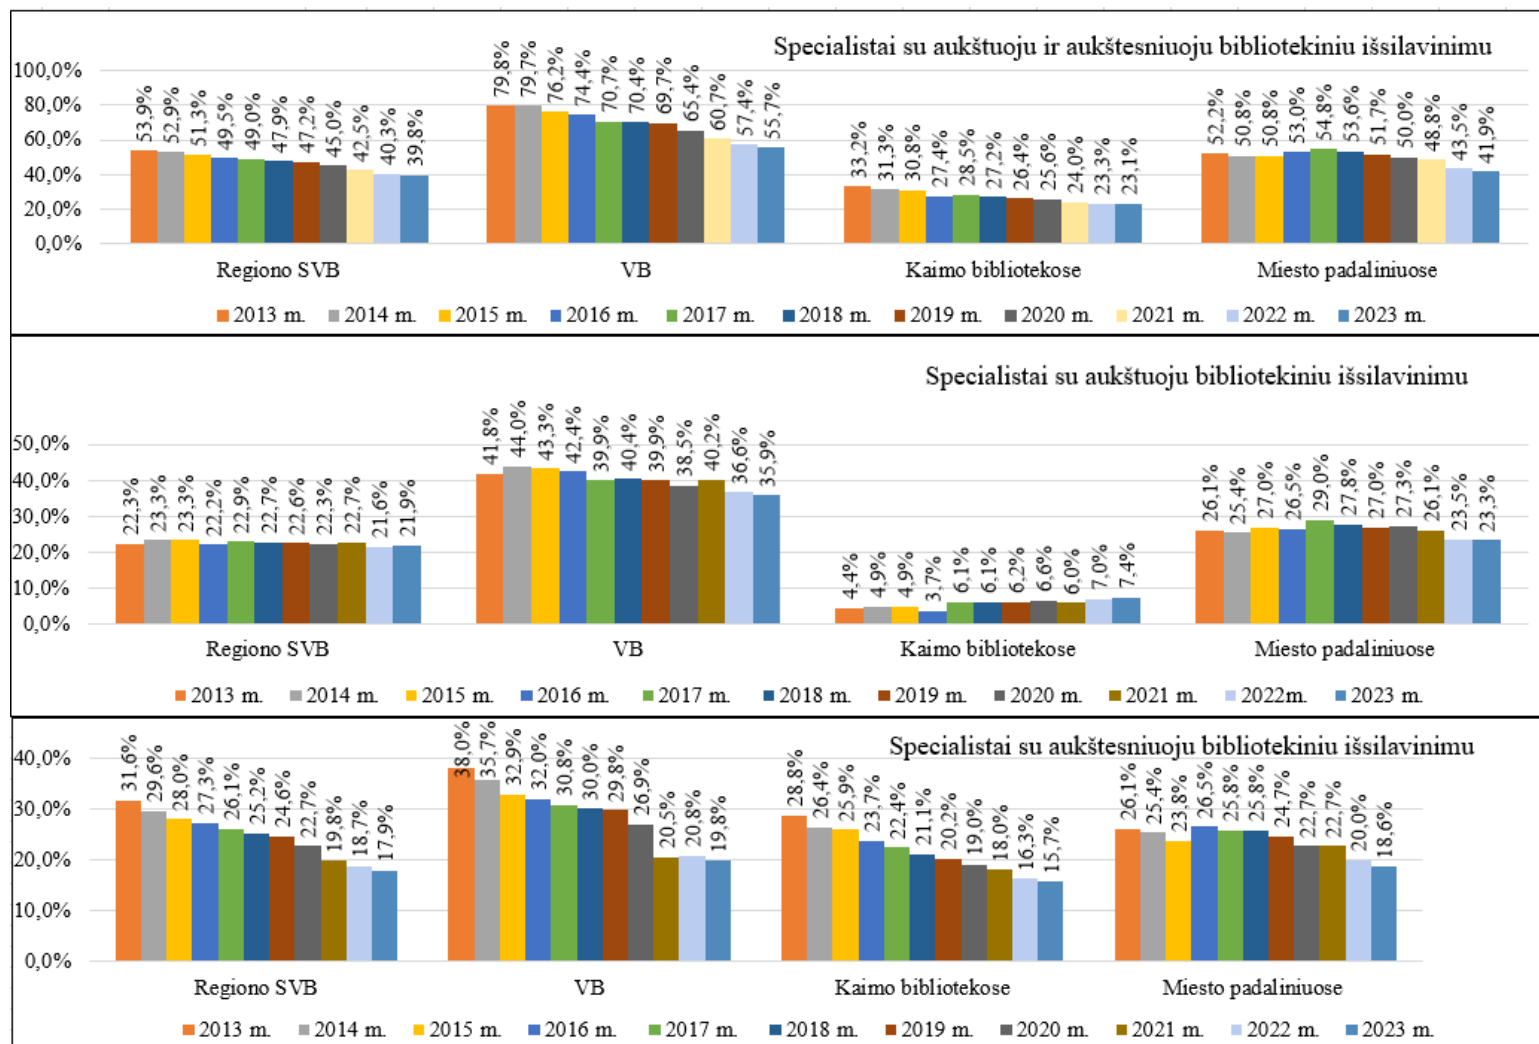 Specialistai su aukštuoju ir aukštesniuoju bibliotekiniu išsilavinimu
100,0%
80,0%
60,0%
40,0%
20,0%
0,0%
53,9% 52,9% 51,3% 49,5% 49,0% 47,9% 47,2% 45,0% 42,5% 40,3% 39,8%
79,8% 79,7% 76,2% 74,4% 70,7% 70,4% 69,7% 65,4% 60,7% 57,4% 55,7%
33,2% 31,3% 30,8% 27,4% 28,5% 27,2% 26,4% 25,6% 24,0% 23,3% 23,1%
52,2% 50,8% 50,8% 53,0% 54,8% 53,6% 51,7% 50,0% 48,8% 43,5% 41,9%
Regiono SVB VB Kaimo bibliotekose Miesto padaliniuose
2013 m. 2014 m. 2015 m. 2016 m. 2017 m. 2018 m. 2019 m. 2020 m. 2021 m. 2022 m. 2023 m.
Specialistai su aukštuoju bibliotekiniu išsilavinimu
50,0%
40,0%
30,0%
20,0%
10,0%
0,0%
22,3% 23,3% 23,3% 22,2% 22,9% 22,7% 22,6% 22,3% 22,7% 21,6% 21,9%
41,8% 44,0% 43,3% 42,4% 39,9% 40,4% 39,9% 38,5% 40,2% 36,6% 35,9%
4,4% 4,9% 4,9% 3,7% 6,1% 6,1% 6,2% 6,6% 6,0% 7,0% 7,4%
26,1% 25,4% 27,0% 26,5% 29,0% 27,8% 27,0% 27,3% 26,1% 23,5% 23,3%
Regiono SVB VB Kaimo bibliotekose Miesto padaliniuose
2013 m. 2014 m. 2015 m. 2016 m. 2017 m. 2018 m. 2019 m. 2020 m. 2021 m. 2022m. 2023 m.
Specialistai su aukštesniuoju bibliotekiniu išsilavinimu
40,0%
30,0%
20,0%
10,0%
0,0%
31,6% 29,6% 28,0% 27,3% 26,1% 25,2% 24,6% 22,7% 19,8% 18,7% 17,9%
38,0% 35,7% 32,9% 32,0% 30,8% 30,0% 29,8% 26,9% 20,5% 20,8% 19,8%
28,8% 26,4% 25,9% 23,7% 22,4% 21,1% 20,2% 19,0% 18,0% 16,3% 15,7%
26,1% 25,4% 23,8% 26,5% 25,8% 25,8% 24,7% 22,7% 22,7% 20,0% 18,6%
Regiono SVB VB Kaimo bibliotekose Miesto padaliniuose
2013 m. 2014 m. 2015 m. 2016 m. 2017 m. 2018 m. 2019 m. 2020 m. 2021 m. 2022 m. 2023 m.